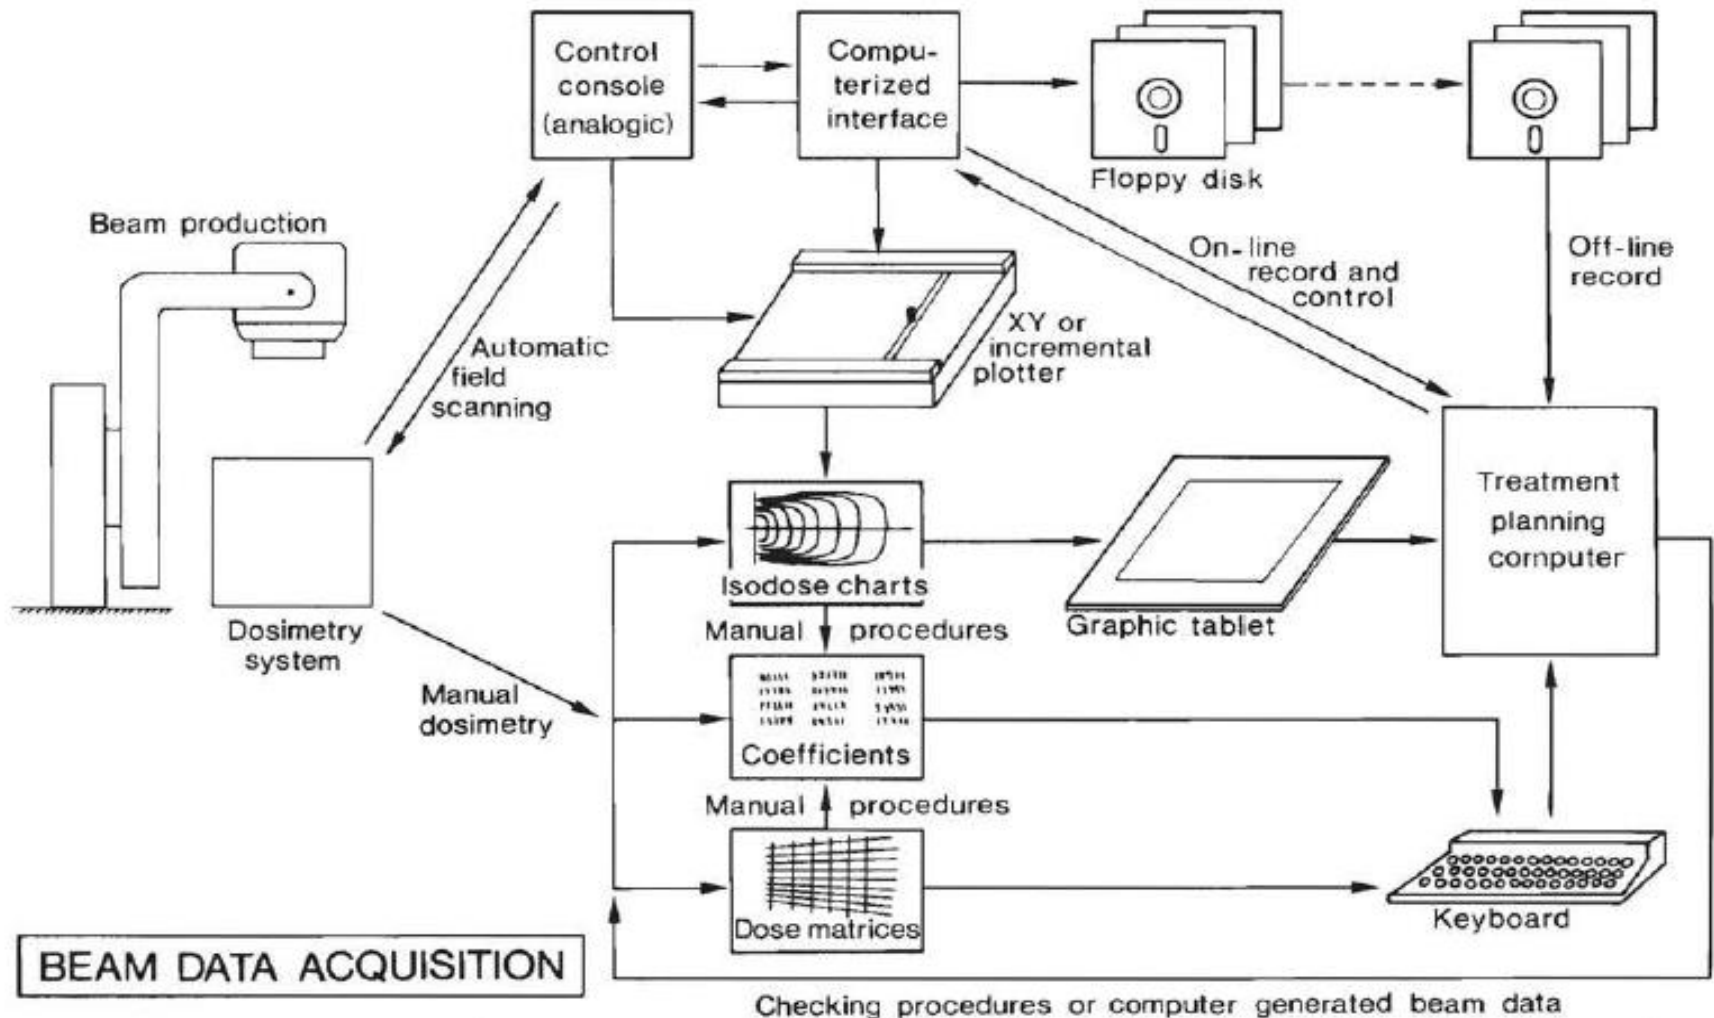 Control
console
(analogic)
Compu-
terized
interface
Floppy disk
Beam production
On-line
record and
control
Off-line
record
Automatic
field
scanning
XY or
incremental
plotter
Treatment
planning
computer
Isodose charts
Graphic tablet
Dosimetry
system
Manual procedures
Manual
dosimetry
Coefficients
Manual procedures
Dose matrices
Keyboard
BEAM DATA ACQUISITION
Checking procedures or computer generated beam data